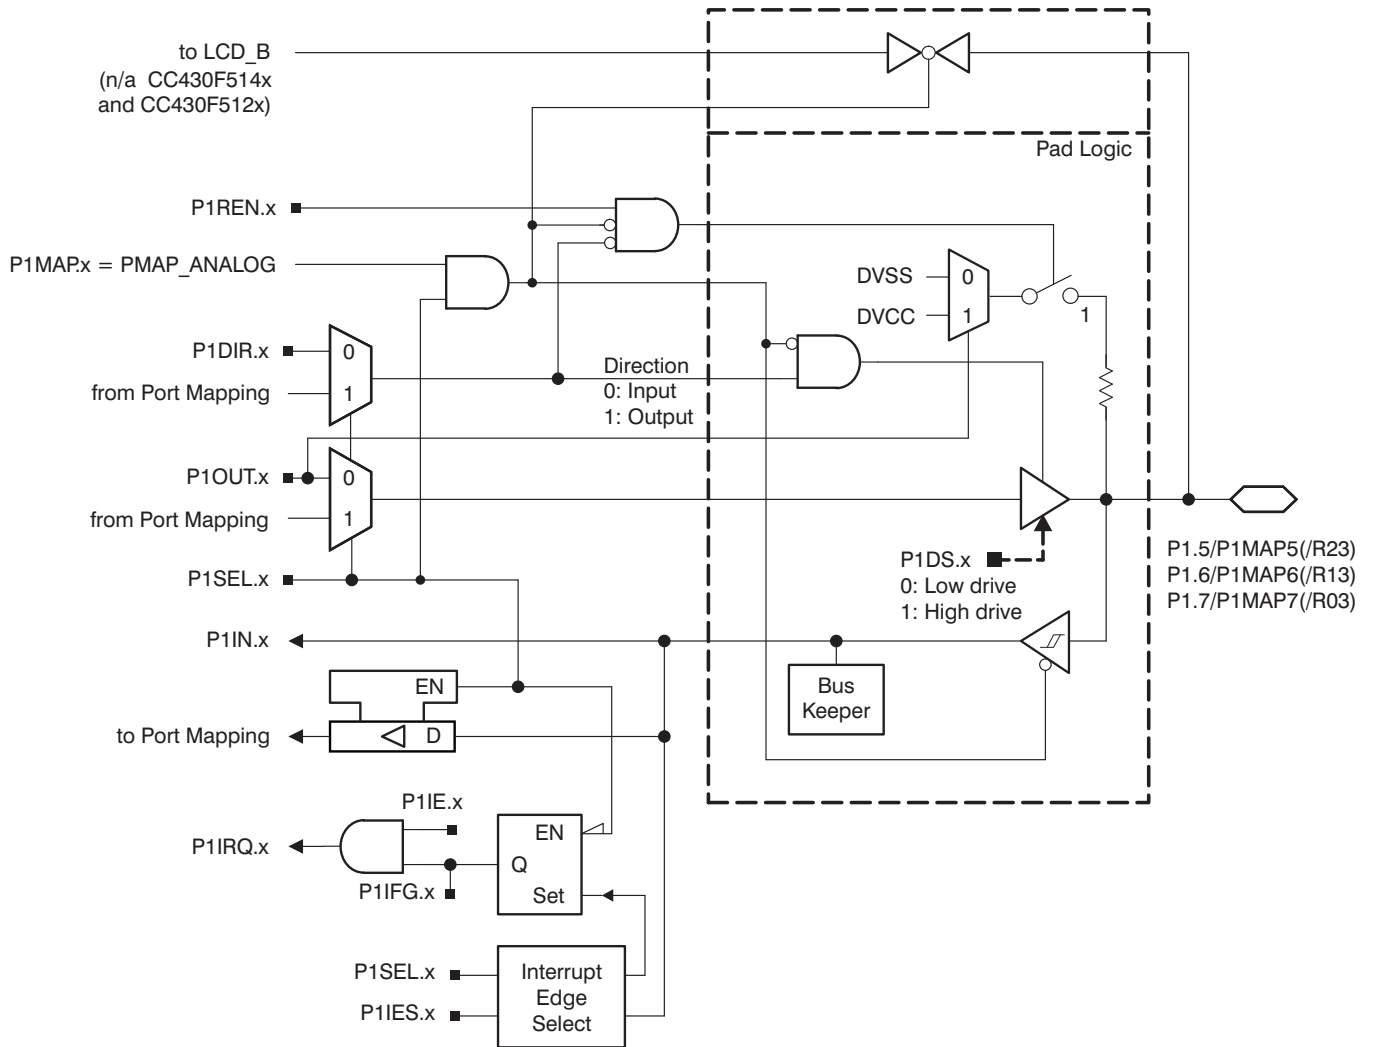 to LCD_B
(n/a CC430F514x
and CC430F512x)
Pad Logic
P1REN.x
P1MAP.x = PMAP_ANALOG
DVSS
0
DVCC
1
1
P1DIR.x
0
from Port Mapping
1
Direction
0: Input
1: Output
P1OUT.x
0
from Port Mapping
1
P1SEL.x
P1DS.x
0: Low drive
1: High drive
P1.5/P1MAP5(/R23)
P1.6/P1MAP6(/R13)
P1.7/P1MAP7(/R03)
P1IN.x
Bus
Keeper
EN
to Port Mapping
D
P1IE.x
P1IRQ.x
EN
Q
P1IFG.x
Set
P1SEL.x
P1IES.x
Interrupt
Edge
Select